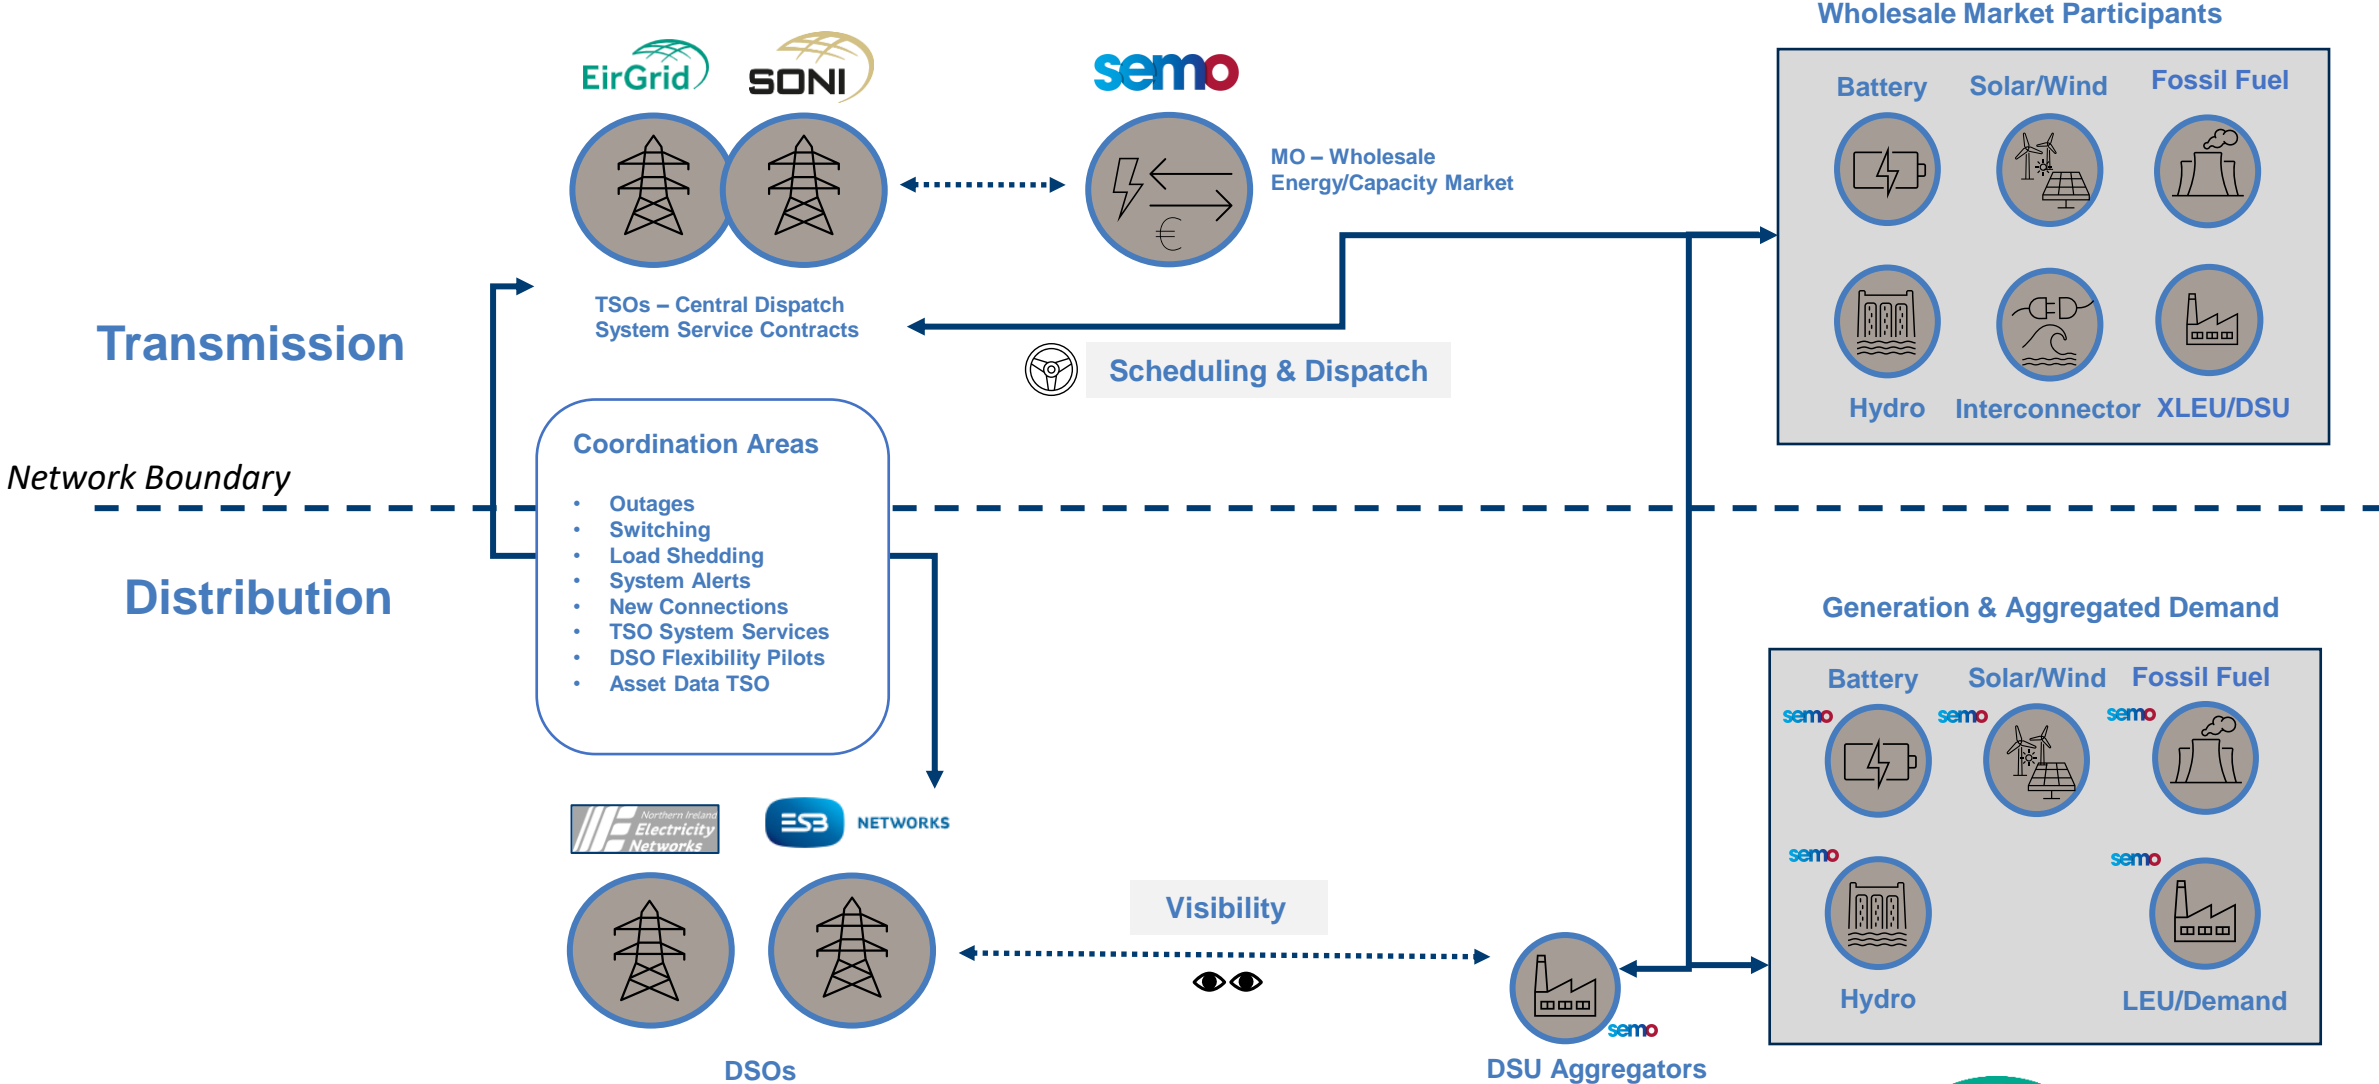 Wholesale Market Participants
EirGrid
SONI
semo
Battery
Solar/Wind
Fossil Fuel
MO – Wholesale
Energy/Capacity Market
€
TSOs – Central Dispatch
System Service Contracts
Transmission
Scheduling & Dispatch
Hydro
Interconnector
XLEU/DSU
Coordination Areas
Network Boundary
• Outages
• Switching
• Load Shedding
• System Alerts
• New Connections
• TSO System Services
• DSO Flexibility Pilots
• Asset Data TSO
Distribution
Generation & Aggregated Demand
Battery
Solar/Wind
Fossil Fuel
semo
semo
semo
Northern Ireland
Electricity
Networks
ESB NETWORKS
semo
semo
Visibility
Hydro
LEU/Demand
semo
DSOs
DSU Aggregators